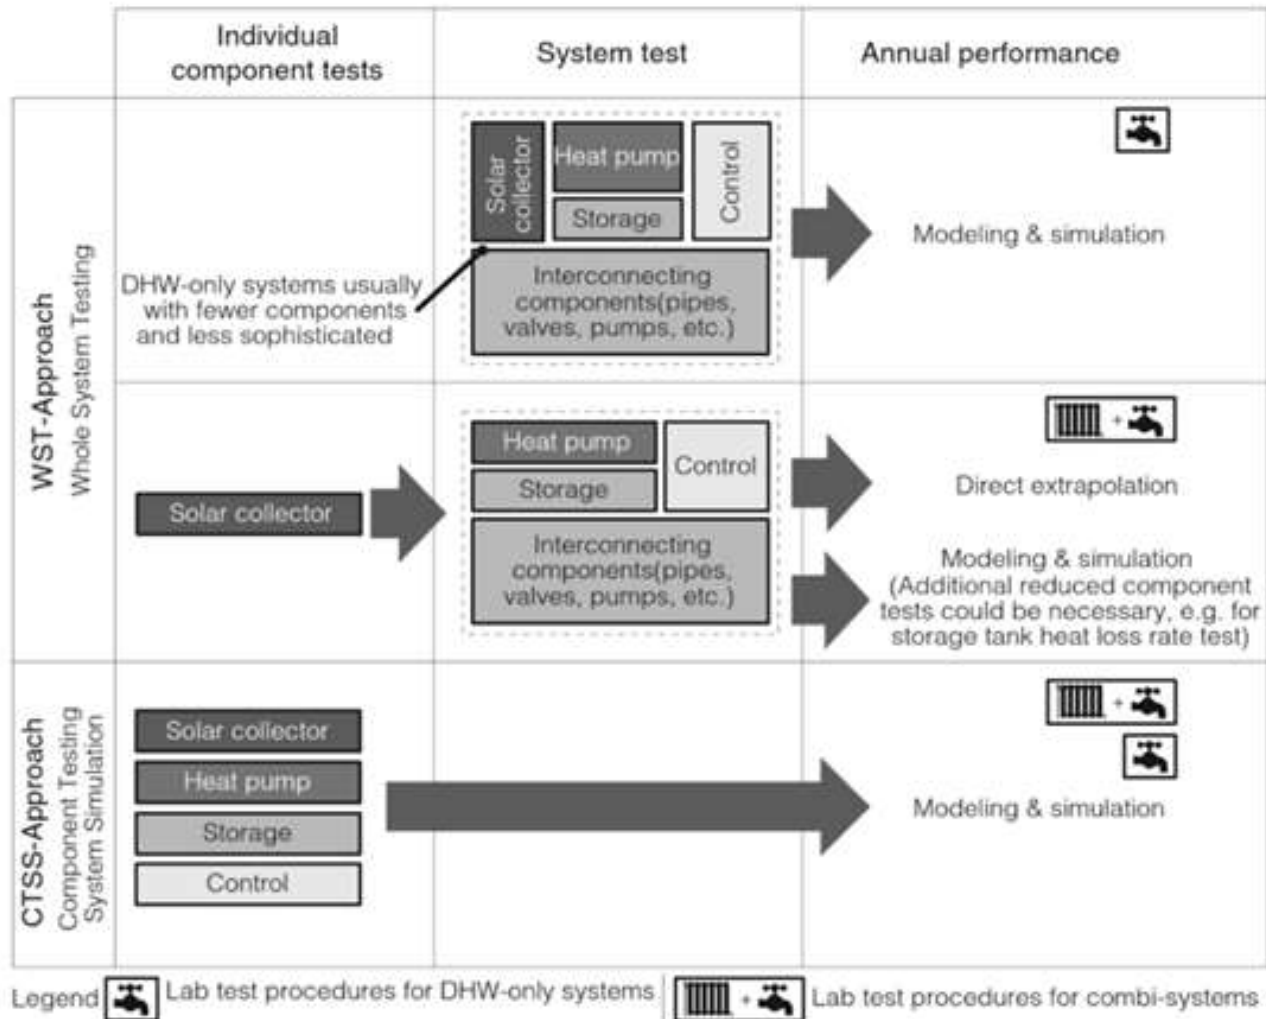 Individual
component tests
System test
Annual performance
WST-Approach
Whole System Testing
DHW-only systems usually
with fewer components
and less sophisticated
Solar
collector
Heat pump
Storage
Control
Interconnecting
components(pipes,
valves, pumps, etc.)
Modeling & simulation
Solar collector
Heat pump
Storage
Control
Interconnecting
components(pipes,
valves, pumps, etc.)
+
Direct extrapolation
Modeling & simulation
(Additional reduced component
tests could be necessary, e.g. for
storage tank heat loss rate test)
CTSS-Approach
Component Testing
System Simulation
Solar collector
Heat pump
Storage
Control
+
Modeling & simulation
Legend
Lab test procedures for DHW-only systems
+
Lab test procedures for combi-systems